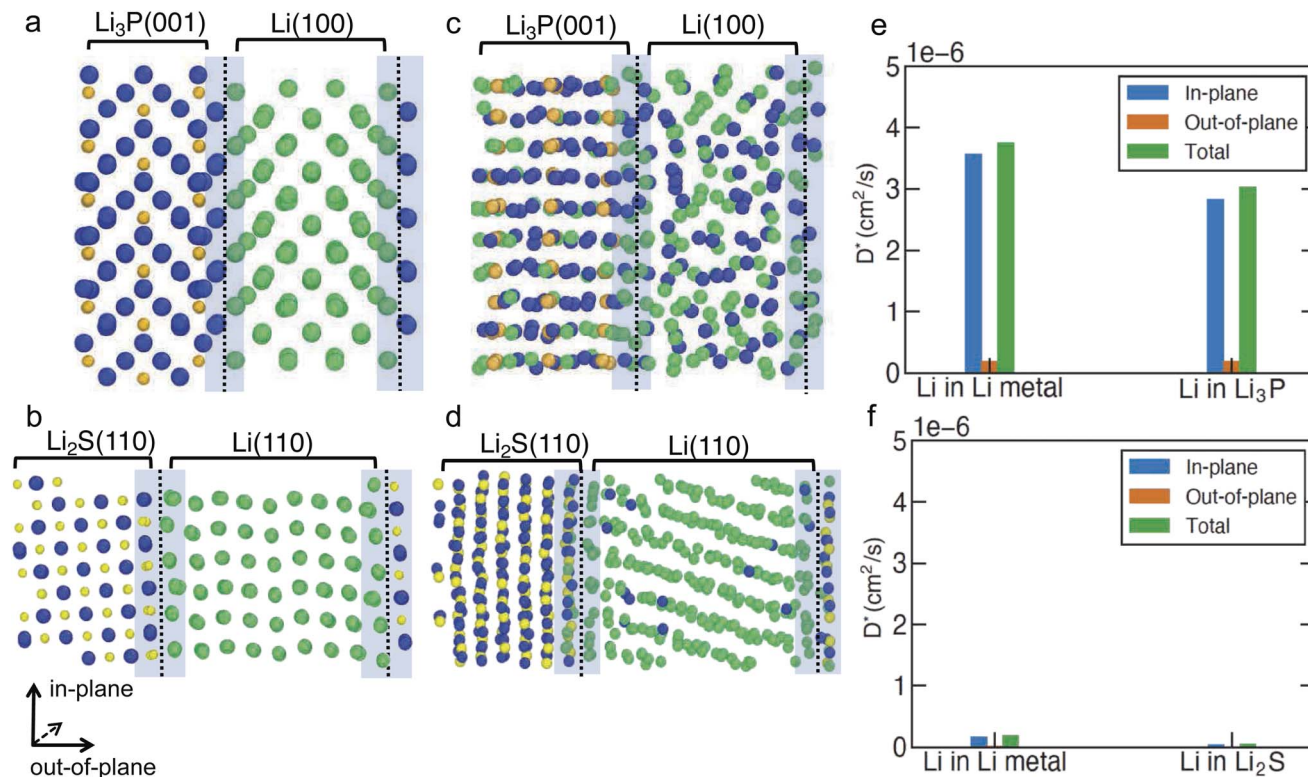 a
Li₃P(001)
Li(100)
c
Li₃P(001)
Li(100)
e
1e−6
5
4
3
2
1
0
D* (cm²/s)
In-plane
Out-of-plane
Total
Li in Li metal
Li in Li₃P
b
Li₂S(110)
Li(110)
d
Li₂S(110)
Li(110)
f
1e−6
5
4
3
2
1
0
D* (cm²/s)
In-plane
Out-of-plane
Total
Li in Li metal
Li in Li₂S
in-plane
out-of-plane